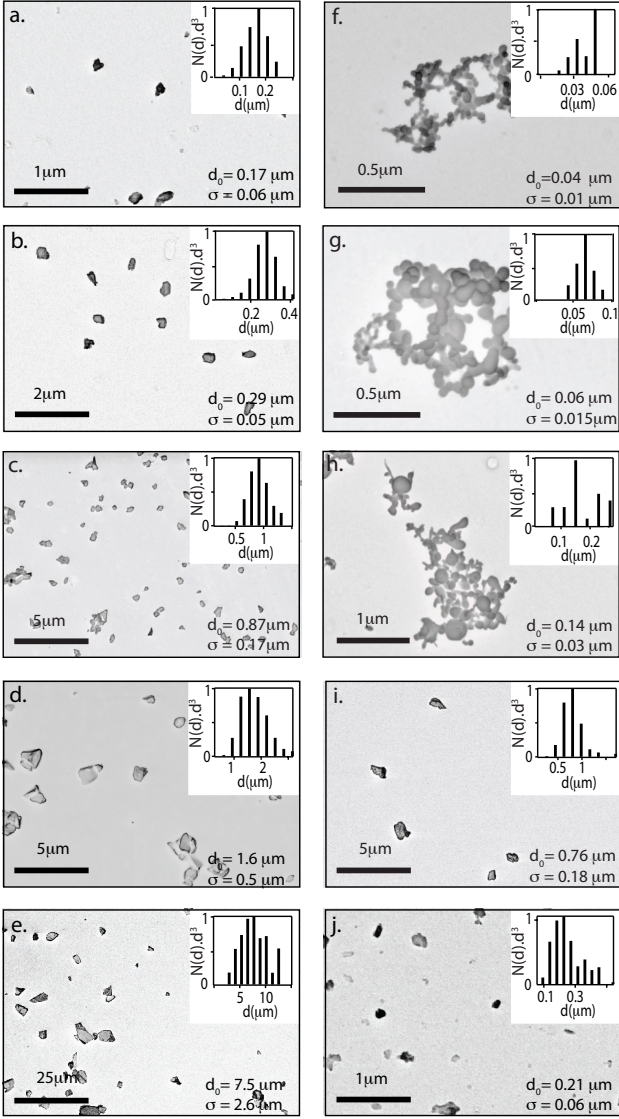 a.
N(d).d³
1
0
0.1 0.2
d(µm)
1µm
d₀= 0.17 µm
σ = 0.06 µm
b.
N(d).d³
1
0
0.2 0.4
d(µm)
2µm
d₀= 0.29 µm
σ = 0.05 µm
c.
N(d).d³
1
0
0.5 1
d(µm)
5µm
d₀= 0.87µm
σ = 0.17µm
d.
N(d).d³
1
0
1 2
d(µm)
5µm
d₀= 1.6 µm
σ = 0.5 µm
e.
N(d).d³
1
0
5 10
d(µm)
25µm
d₀= 7.5 µm
σ = 2.6 µm
f.
N(d).d³
1
0
0.03 0.06
d(µm)
0.5µm
d₀=0.04 µm
σ = 0.01 µm
g.
N(d).d³
1
0
0.05 0.1
d(µm)
0.5µm
d₀= 0.06 µm
σ = 0.015µm
h.
N(d).d³
1
0
0.1 0.2
d(µm)
1µm
d₀= 0.14 µm
σ = 0.03 µm
i.
N(d).d³
1
0
0.5 1
d(µm)
5µm
d₀= 0.76 µm
σ = 0.18 µm
j.
N(d).d³
1
0
0.1 0.3
d(µm)
1µm
d₀= 0.21 µm
σ = 0.06 µm